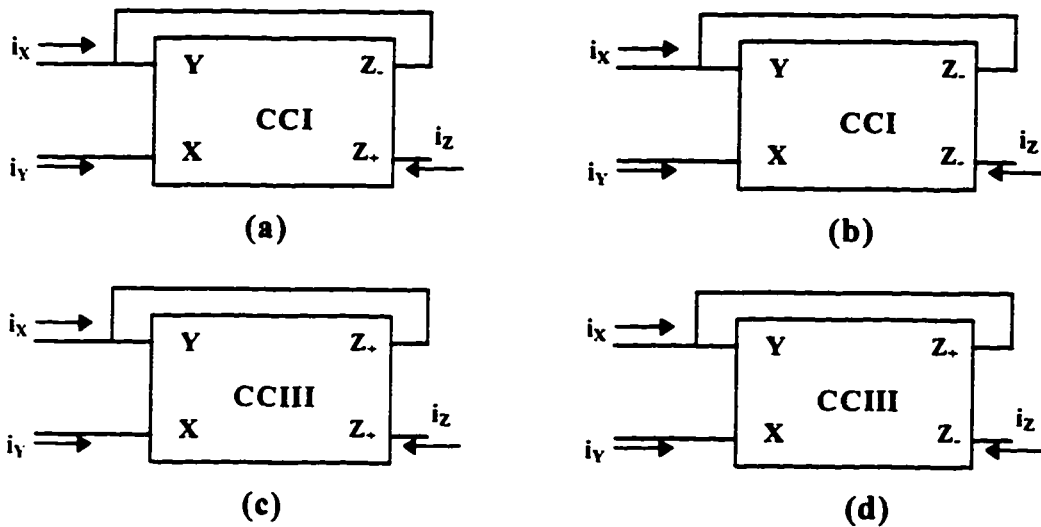 iX
Y
Z-
CCI
iY
X
Z+
iZ
(a)
iX
Y
Z-
CCI
iY
X
Z-
iZ
(b)
iX
Y
Z+
CCIII
iY
X
Z+
iZ
(c)
iX
Y
Z+
CCIII
iY
X
Z-
iZ
(d)